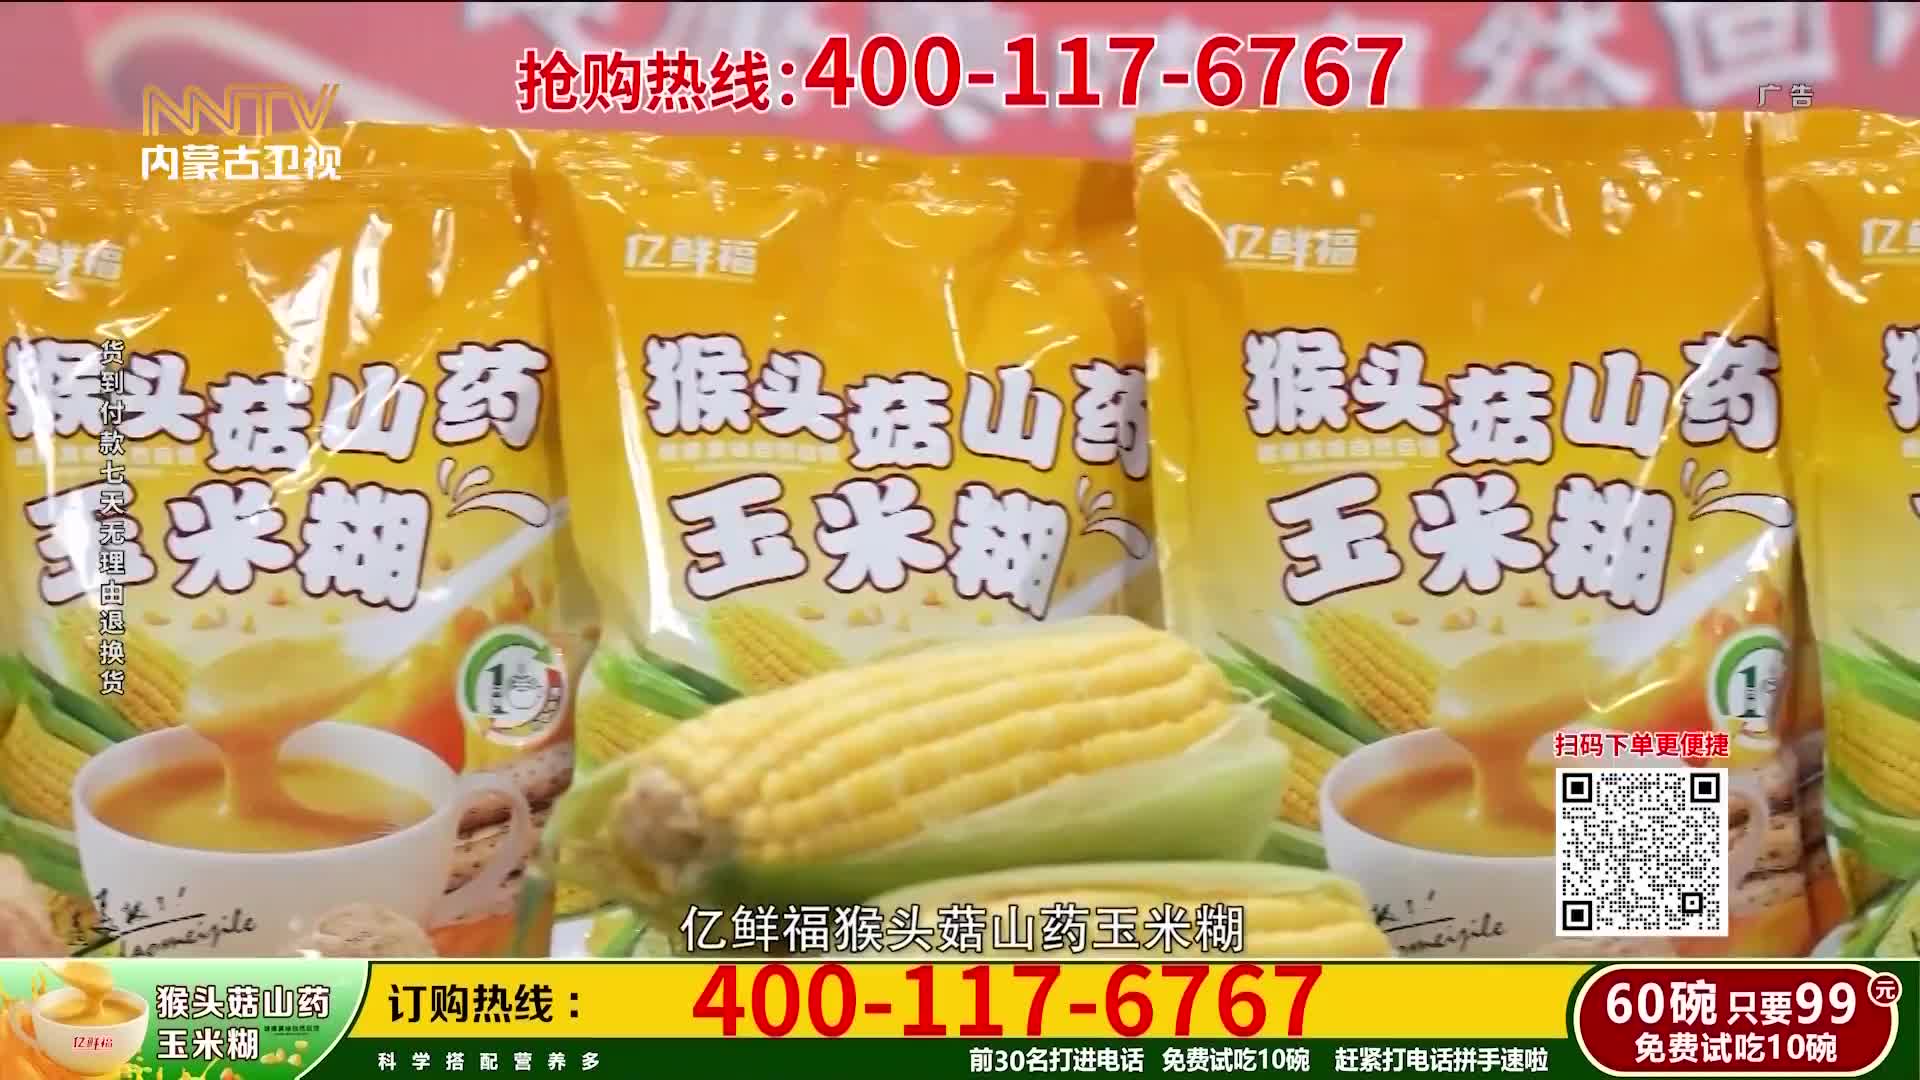 抢购热线:400-117-6767
广告
NNTV
内蒙古卫视
货到付款七天无理由退换货
亿鲜福
猴头菇山药
玉米糊
亿鲜福
猴头菇山药
玉米糊
亿鲜福
猴头菇山药
玉米糊
扫码下单更便捷
亿鲜福猴头菇山药玉米糊
猴头菇山药
玉米糊
亿鲜福
订购热线：
400-117-6767
科学搭配营养多
前30名打进电话 免费试吃10碗 赶紧打电话拼手速啦
60碗只要99元
免费试吃10碗